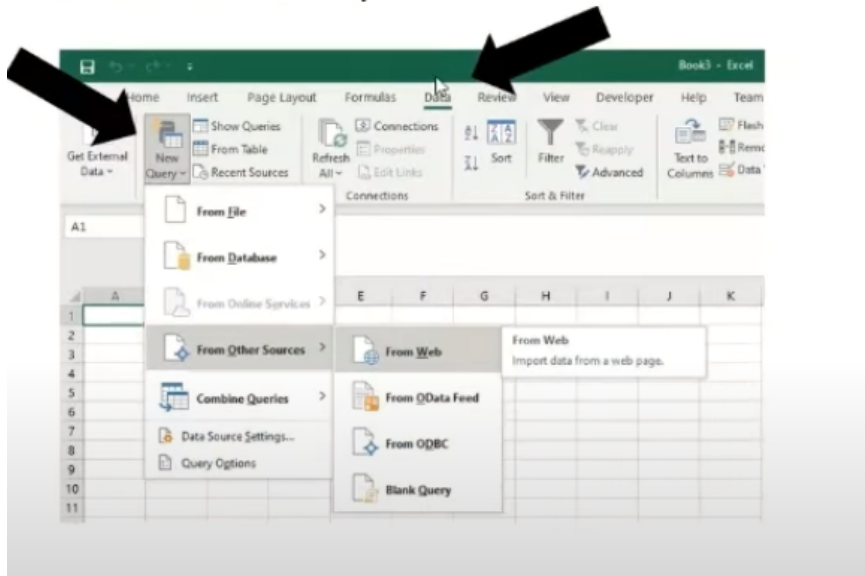 Book3 - Excel
Home Insert Page Layout Formulas Data Review View Developer Help Team
Get External Data
New Query
Show Queries
From Table
Recent Sources
Refresh All
Connections
Properties
Edit Links
Connections
Sort
Filter
Clear
Reapply
Advanced
Sort & Filter
Text to Columns
Flash
Remo
Data
A1
From File
From Database
From Online Services
From Other Sources
Combine Queries
Data Source Settings...
Query Options
From Web
From OData Feed
From ODBC
Blank Query
From Web
Import data from a web page.
A E F G H I J K
1
2
3
4
5
6
7
8
9
10
11